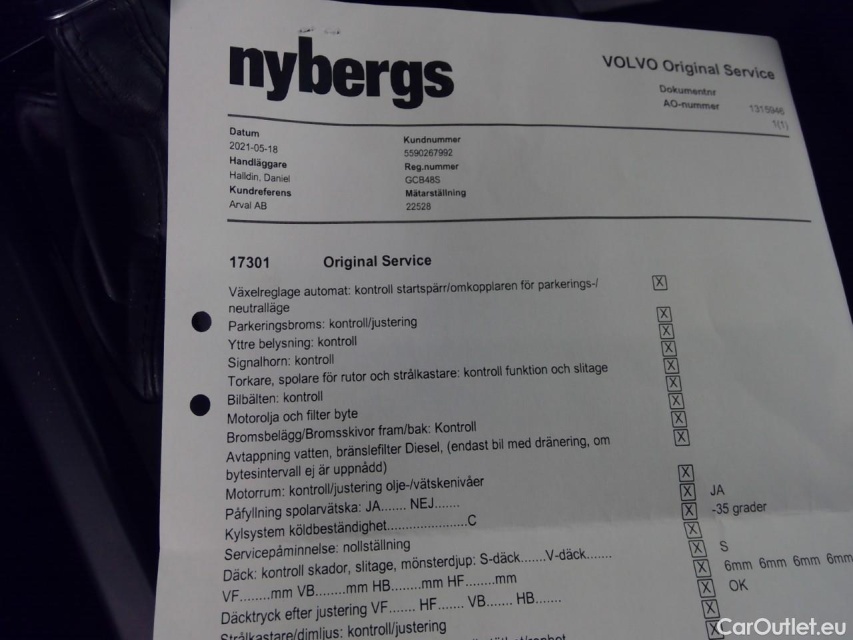 nybergs
VOLVO Original Service
Dokumentnr
AO-nummer 1315946
1(1)
Datum
2021-05-18
Handläggare
Halldin, Daniel
Kundreferens
Arval AB
Kundnummer
5590267992
Reg.nummer
GCB48S
Mätarställning
22528
17301 Original Service
Växelreglage automat: kontroll startspärr/omkopplaren för parkerings-/ X
neutralläge
Parkeringsbroms: kontroll/justering X
Yttre belysning: kontroll X
Signalhorn: kontroll X
Torkare, spolare för rutor och strålkastare: kontroll funktion och slitage X
Bilbälten: kontroll X
Motorolja och filter byte X
Bromsbelägg/Bromsskivor fram/bak: Kontroll X
Avtappning vatten, bränslefilter Diesel, (endast bil med dränering, om X
bytesintervall ej är uppnådd)
Motorrum: kontroll/justering olje-/vätskenivåer X
Påfyllning spolarvätska: JA....... NEJ....... X JA
Kylsystem köldbeständighet.......................C X -35 grader
Servicepåminnelse: nollställning X
Däck: kontroll skador, slitage, mönsterdjup: S-däck.......V-däck....... X S
VF.......mm VB.......mm HB.......mm HF.......mm X 6mm 6mm 6mm 6mm
Däcktryck efter justering VF....... HF....... VB....... HB....... X OK
Strålkastare/dimljus: kontroll/justering X
X
CarOutlet.eu